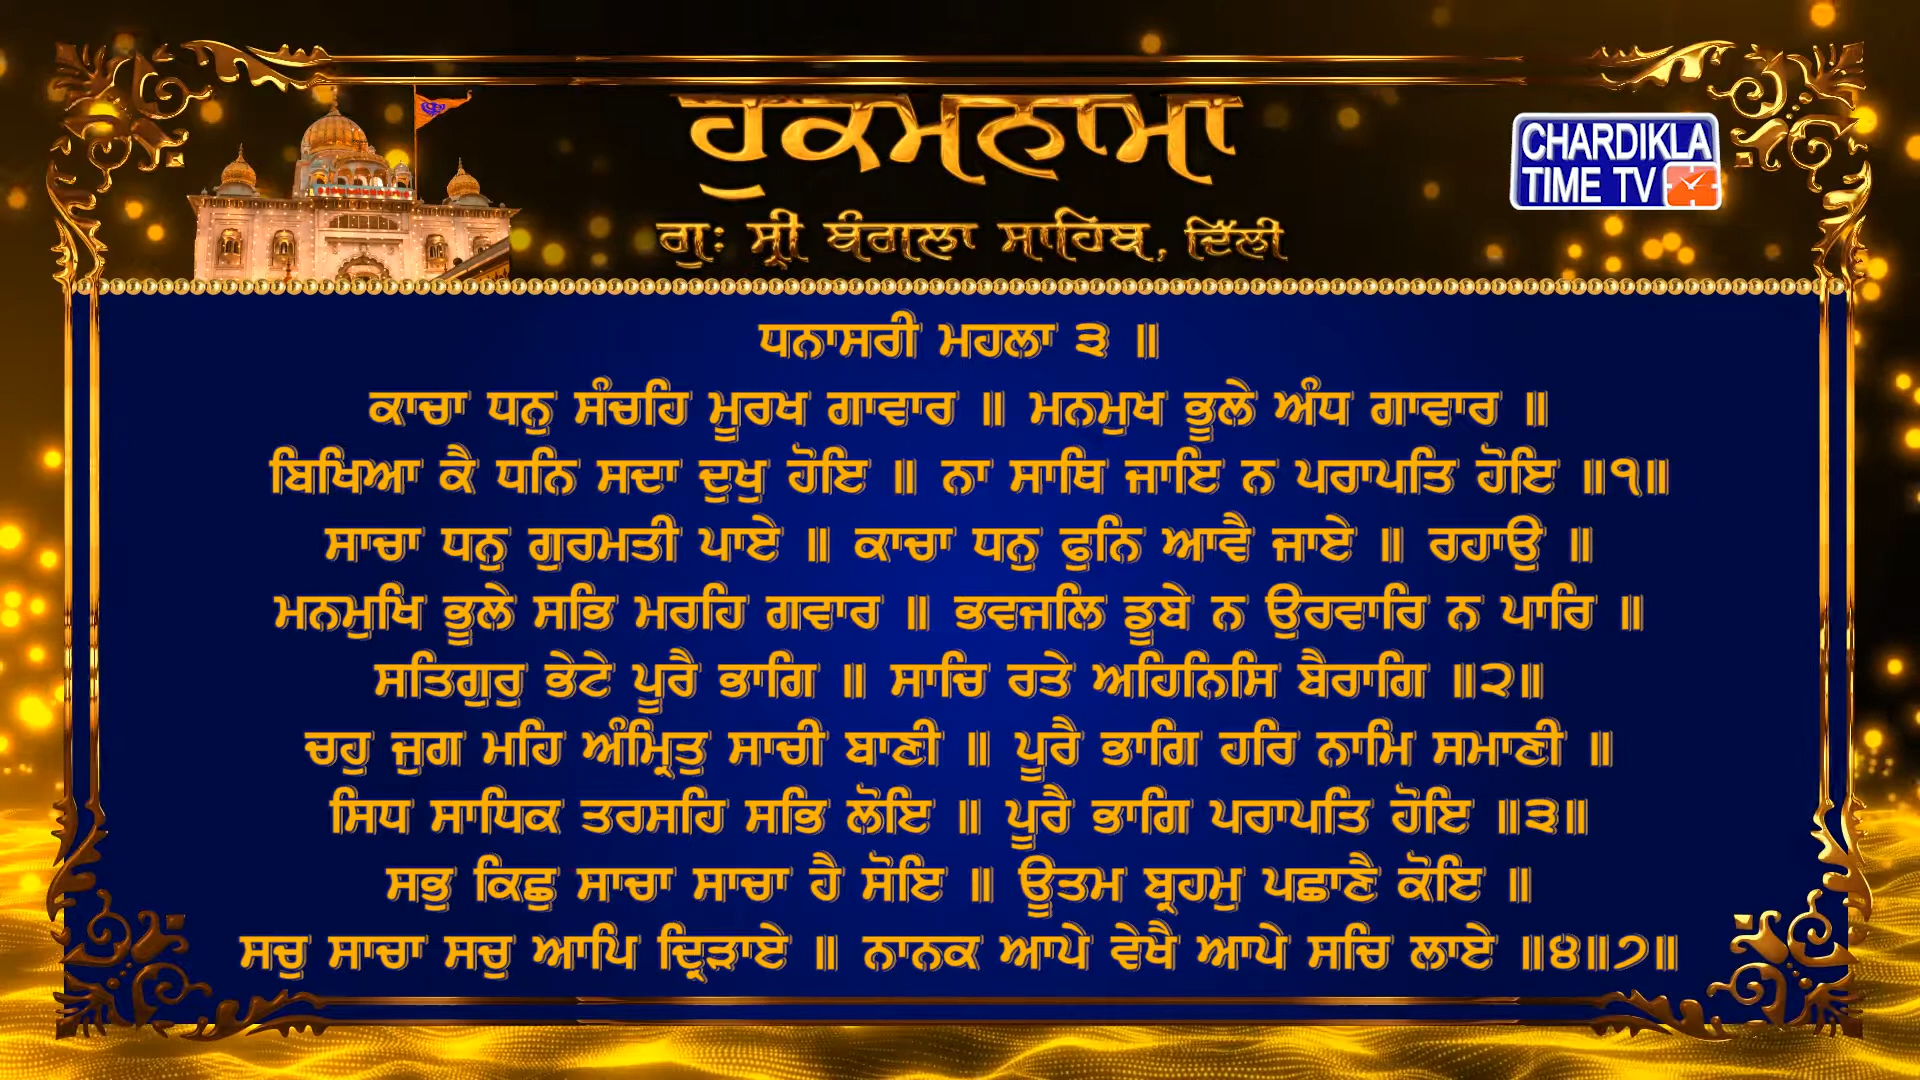 ਹੁਕਮਨਾਮਾ
CHARDIKLA
TIME TV
ਗੁਃ ਸ੍ਰੀ ਬੰਗਲਾ ਸਾਹਿਬ, ਦਿੱਲੀ
ਧਨਾਸਰੀ ਮਹਲਾ ੩ ॥
ਕਾਚਾ ਧਨੁ ਸੰਚਹਿ ਮੂਰਖ ਗਾਵਾਰ ॥ ਮਨਮੁਖ ਭੂਲੇ ਅੰਧ ਗਾਵਾਰ ॥
ਬਿਖਿਆ ਕੈ ਧਨਿ ਸਦਾ ਦੁਖੁ ਹੋਇ ॥ ਨਾ ਸਾਥਿ ਜਾਇ ਨ ਪਰਾਪਤਿ ਹੋਇ ॥੧॥
ਸਾਚਾ ਧਨੁ ਗੁਰਮਤੀ ਪਾਏ ॥ ਕਾਚਾ ਧਨੁ ਫੁਨਿ ਆਵੈ ਜਾਏ ॥ ਰਹਾਉ ॥
ਮਨਮੁਖਿ ਭੂਲੇ ਸਭਿ ਮਰਹਿ ਗਵਾਰ ॥ ਭਵਜਲਿ ਡੂਬੇ ਨ ਉਰਵਾਰਿ ਨ ਪਾਰਿ ॥
ਸਤਿਗੁਰੁ ਭੇਟੇ ਪੂਰੈ ਭਾਗਿ ॥ ਸਾਚਿ ਰਤੇ ਅਹਿਨਿਸਿ ਬੈਰਾਗਿ ॥੨॥
ਚਹੁ ਜੁਗ ਮਹਿ ਅੰਮ੍ਰਿਤੁ ਸਾਚੀ ਬਾਣੀ ॥ ਪੂਰੈ ਭਾਗਿ ਹਰਿ ਨਾਮਿ ਸਮਾਣੀ ॥
ਸਿਧ ਸਾਧਿਕ ਤਰਸਹਿ ਸਭਿ ਲੋਇ ॥ ਪੂਰੈ ਭਾਗਿ ਪਰਾਪਤਿ ਹੋਇ ॥੩॥
ਸਭੁ ਕਿਛੁ ਸਾਚਾ ਸਾਚਾ ਹੈ ਸੋਇ ॥ ਊਤਮ ਬ੍ਰਹਮੁ ਪਛਾਣੈ ਕੋਇ ॥
ਸਚੁ ਸਾਚਾ ਸਚੁ ਆਪਿ ਦ੍ਰਿੜਾਏ ॥ ਨਾਨਕ ਆਪੇ ਵੇਖੈ ਆਪੇ ਸਚਿ ਲਾਏ ॥੪॥੭॥